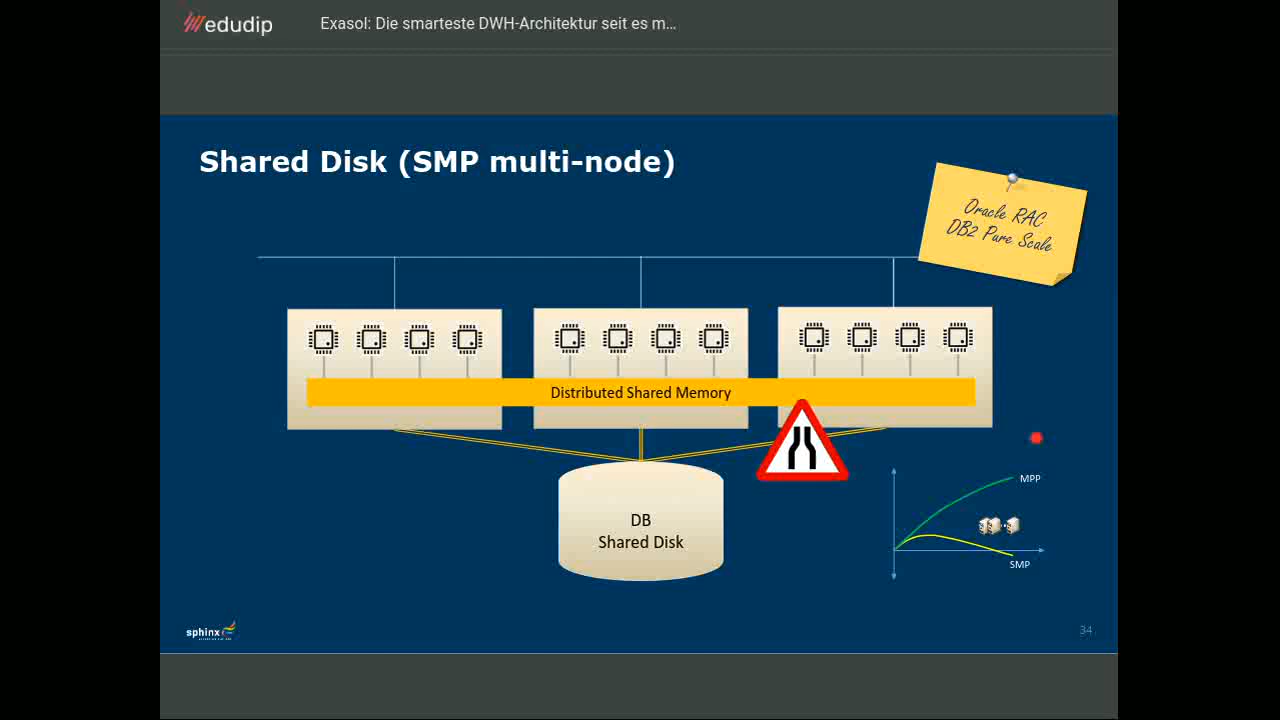 edudip
Exasol: Die smarteste DWH-Architektur seit es m...
Shared Disk (SMP multi-node)
Oracle RAC
DB2 Pure Scale
Distributed Shared Memory
DB
Shared Disk
MPP
SMP
sphinx
34